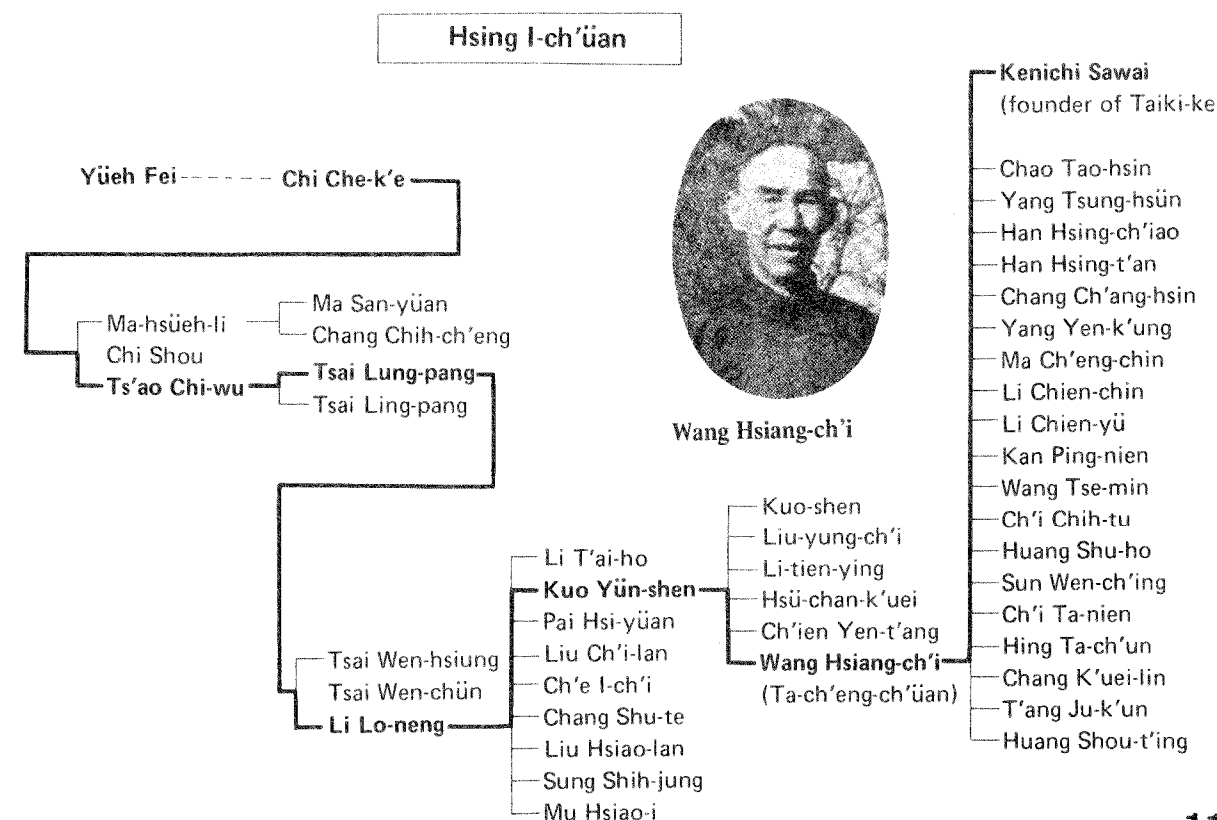 Hsing I-ch'üan
Yüeh Fei
Chi Che-k'e
Ma-hsüeh-li
Chi Shou
Ts'ao Chi-wu
Ma San-yüan
Chang Chih-ch'eng
Tsai Lung-pang
Tsai Ling-pang
Tsai Wen-hsiung
Tsai Wen-chün
Li Lo-neng
Li T'ai-ho
Kuo Yün-shen
Pai Hsi-yüan
Liu Ch'i-lan
Ch'e I-ch'i
Chang Shu-te
Liu Hsiao-lan
Sung Shih-jung
Mu Hsiao-i
Wang Hsiang-ch'i
Kuo-shen
Liu-yung-ch'i
Li-tien-ying
Hsü-chan-k'uei
Ch'ien Yen-t'ang
Wang Hsiang-ch'i
(Ta-ch'eng-ch'üan)
Kenichi Sawai
(founder of Taiki-ke
Chao Tao-hsin
Yang Tsung-hsün
Han Hsing-ch'iao
Han Hsing-t'an
Chang Ch'ang-hsin
Yang Yen-k'ung
Ma Ch'eng-chin
Li Chien-chin
Li Chien-yü
Kan Ping-nien
Wang Tse-min
Ch'i Chih-tu
Huang Shu-ho
Sun Wen-ch'ing
Ch'i Ta-nien
Hing Ta-ch'un
Chang K'uei-lin
T'ang Ju-k'un
Huang Shou-t'ing